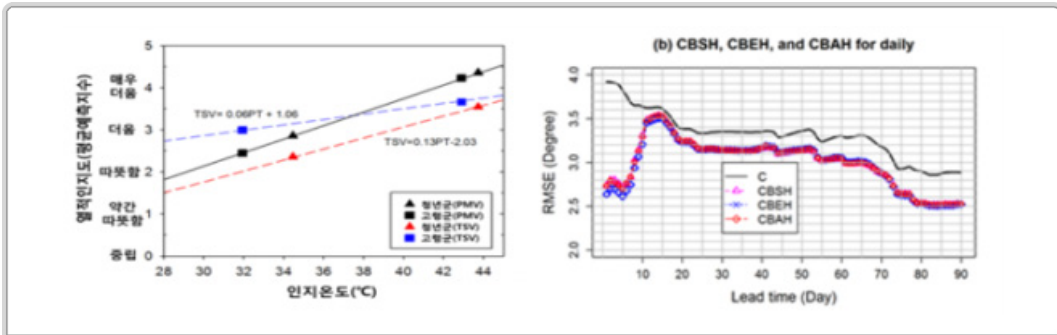 열적인지도(평균예측지수)
5
4
3
2
1
0
매우
더움
더움
따뜻함
약간
따뜻함
중립
TSV= 0.06PT + 1.06
TSV=0.13PT-2.03
청년군(PMV)
고령군(PMV)
청년군(TSV)
고령군(TSV)
28 30 32 34 36 38 40 42 44
인지온도(℃)
(b) CBSH, CBEH, and CBAH for daily
RMSE (Degree)
4.0
3.5
3.0
2.5
2.0
C
CBSH
CBEH
CBAH
10 20 30 40 50 60 70 80 90
Lead time (Day)